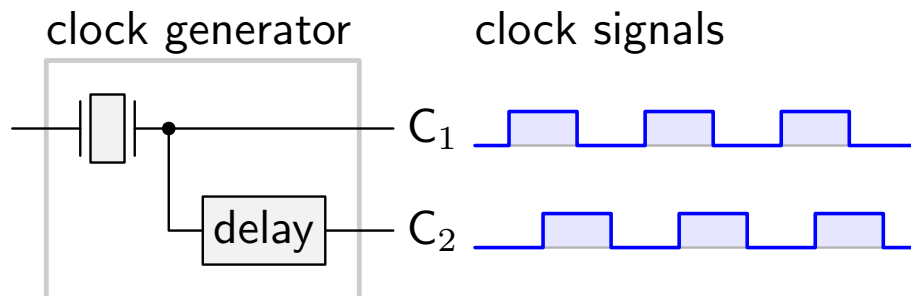 clock generator
clock signals
C₁
delay
C₂